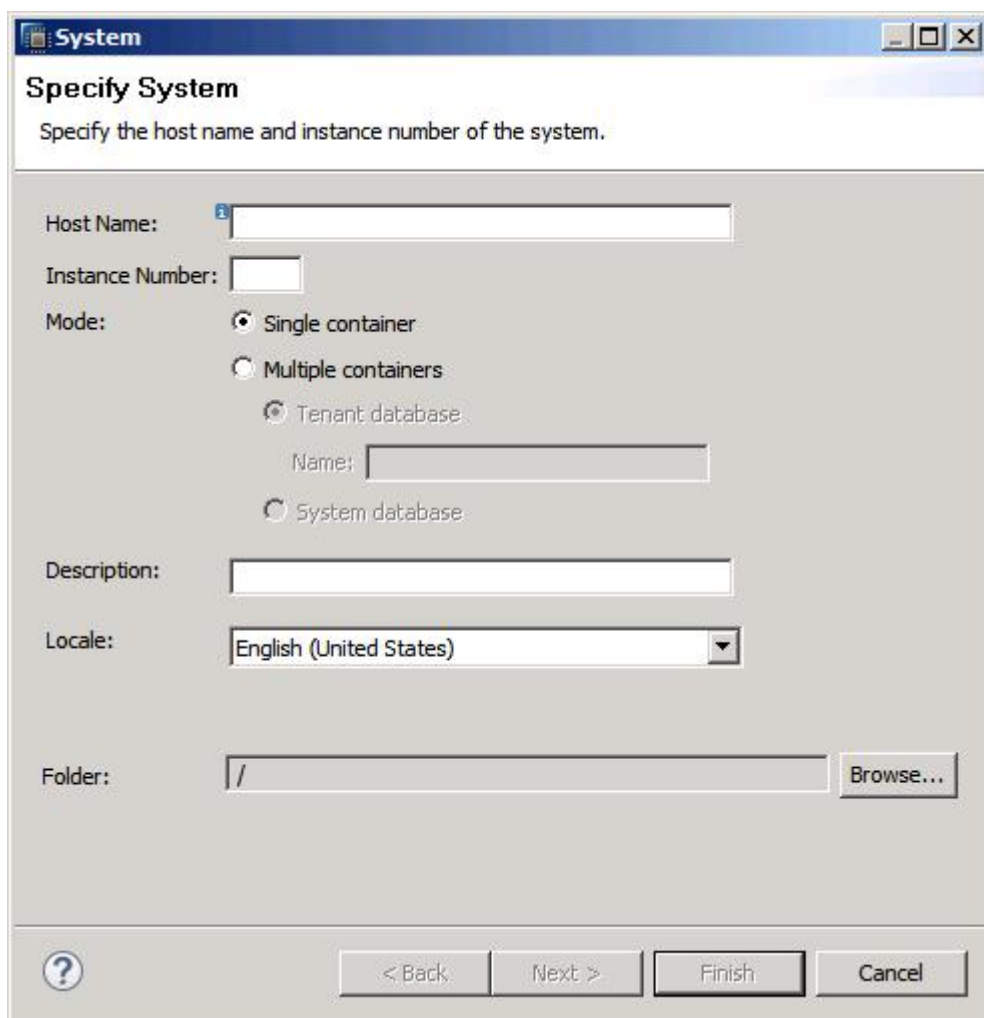 System
Specify System
Specify the host name and instance number of the system.
Host Name:
Instance Number:
Mode:
Single container
Multiple containers
Tenant database
Name:
System database
Description:
Locale:
English (United States)
Folder:
/
Browse...
?
< Back
Next >
Finish
Cancel